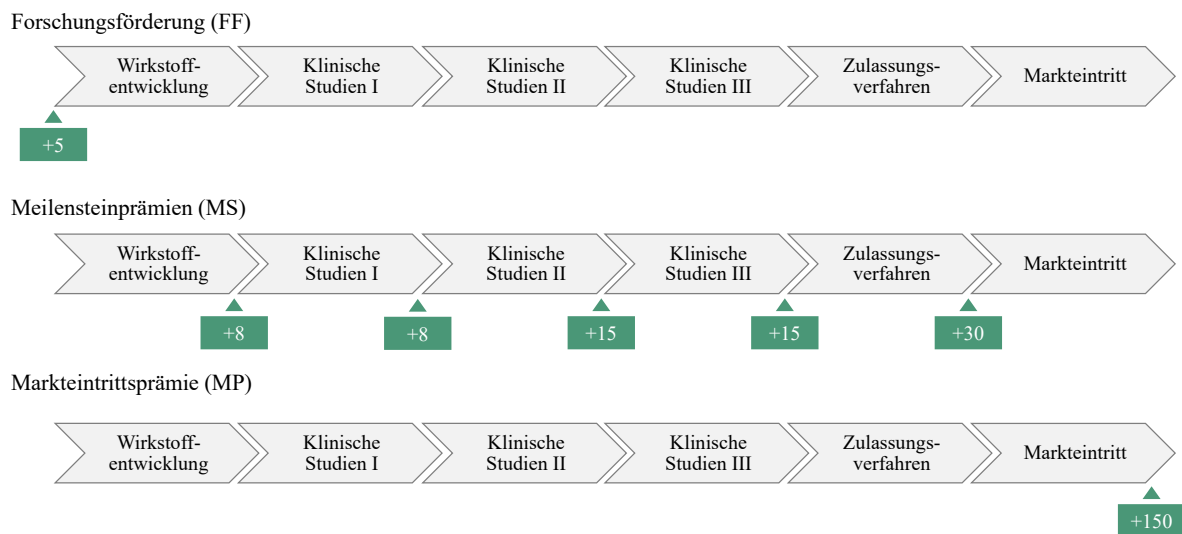 Forschungsförderung (FF)
Wirkstoff-
entwicklung
Klinische
Studien I
Klinische
Studien II
Klinische
Studien III
Zulassungs-
verfahren
Markteintritt
+5
Meilensteinprämien (MS)
Wirkstoff-
entwicklung
Klinische
Studien I
Klinische
Studien II
Klinische
Studien III
Zulassungs-
verfahren
Markteintritt
+8
+8
+15
+15
+30
Markteintrittsprämie (MP)
Wirkstoff-
entwicklung
Klinische
Studien I
Klinische
Studien II
Klinische
Studien III
Zulassungs-
verfahren
Markteintritt
+150